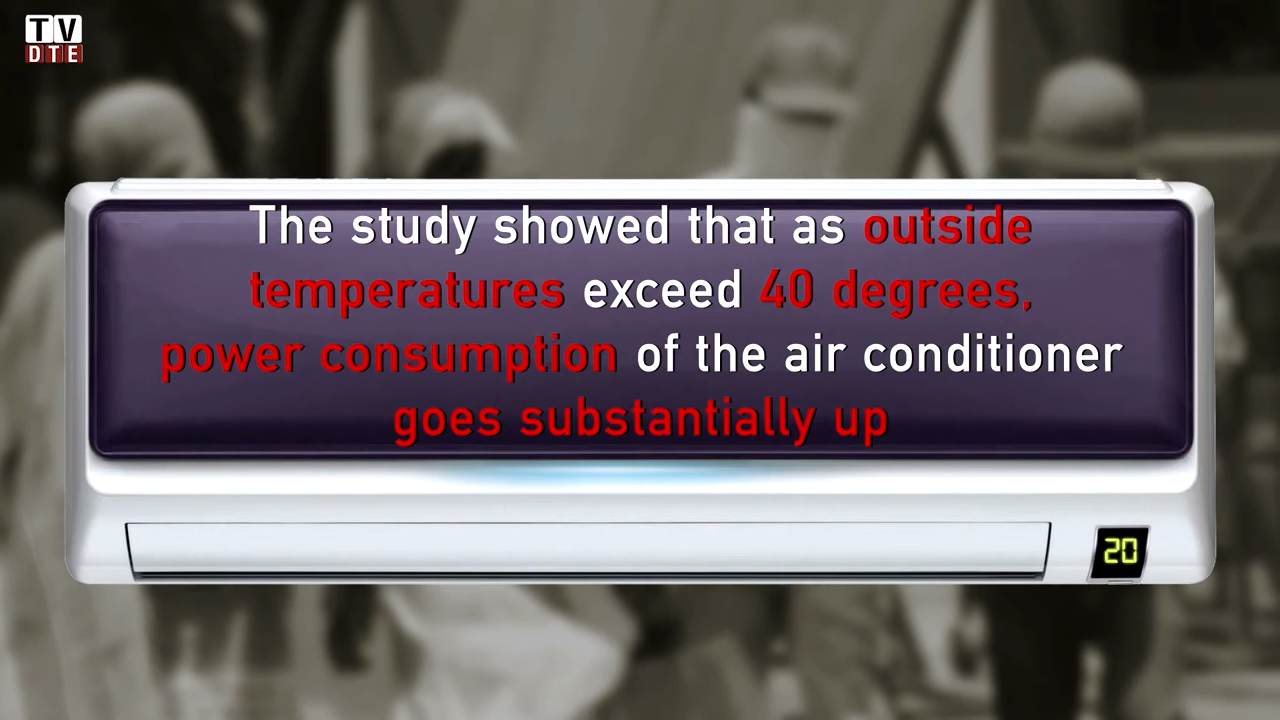 TV
DTE
The study showed that as outside
temperatures exceed 40 degrees,
power consumption of the air conditioner
goes substantially up
20